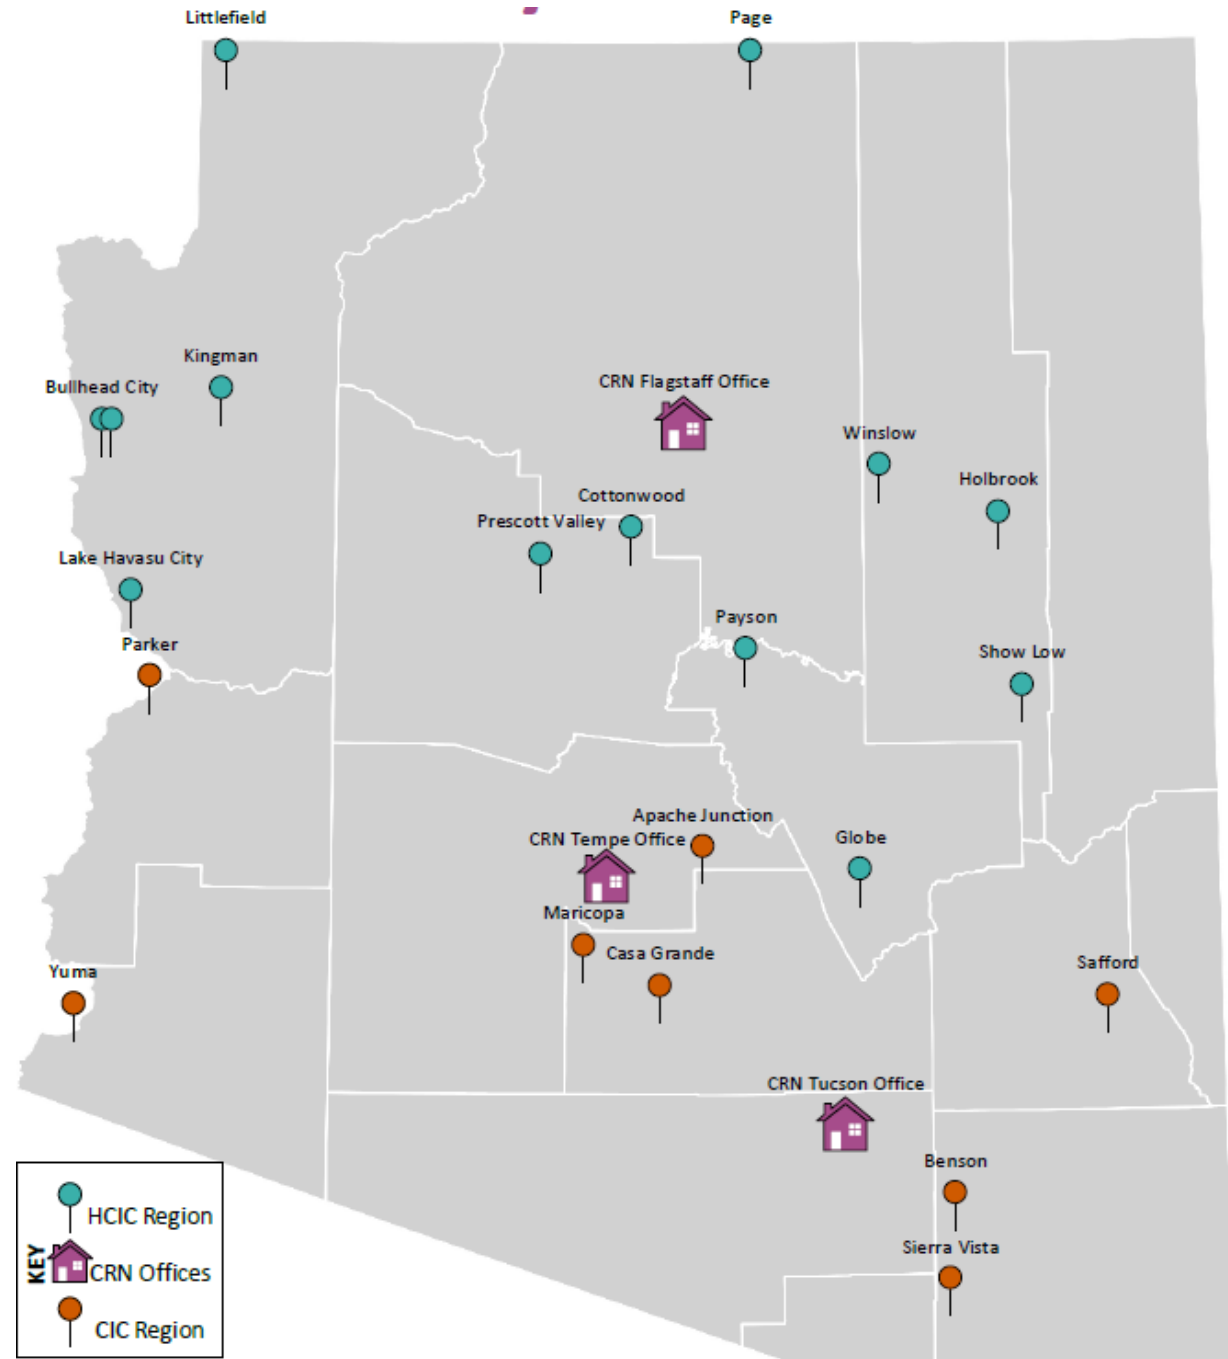 Littlefield
Page
Kingman
CRN Flagstaff Office
Bullhead City
Winslow
Holbrook
Cottonwood
Prescott Valley
Lake Havasu City
Payson
Parker
Show Low
Apache Junction
CRN Tempe Office
Globe
Maricopa
Casa Grande
Safford
Yuma
CRN Tucson Office
Benson
Sierra Vista
KEY
HCIC Region
CRN Offices
CIC Region